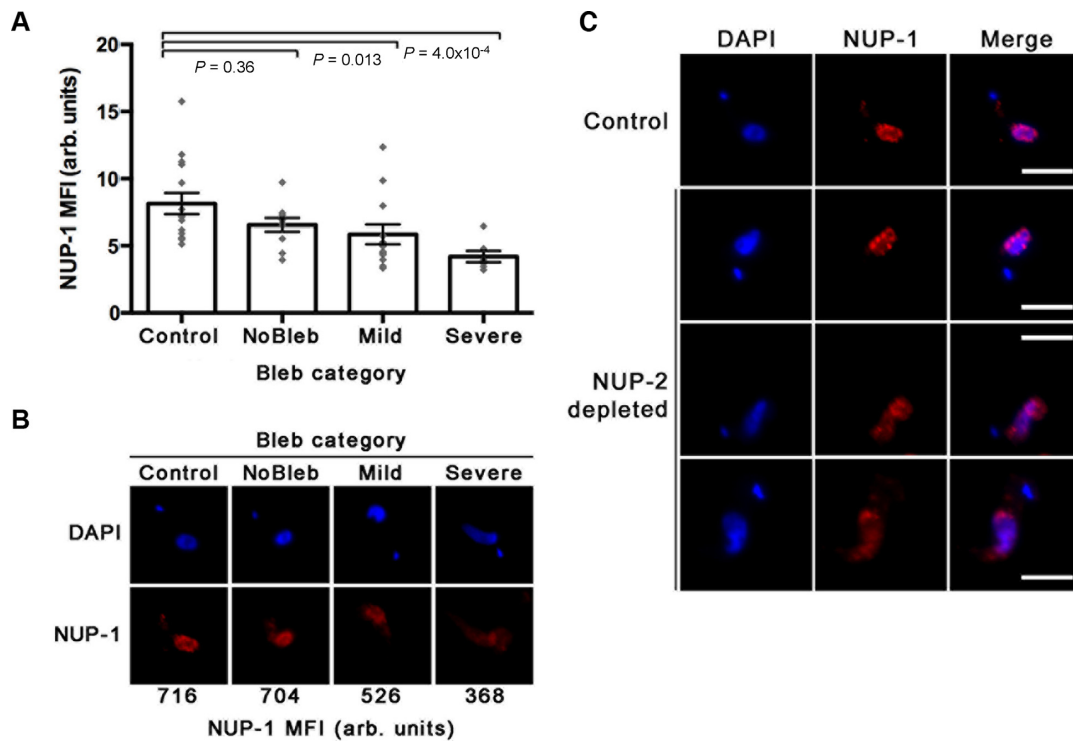 A
NUP-1 MFI (arb. units)
20
15
10
5
0
P = 0.36
P = 0.013
P = 4.0x10-4
Control NoBleb Mild Severe
Bleb category
B
Bleb category
Control NoBleb Mild Severe
DAPI
NUP-1
716 704 526 368
NUP-1 MFI (arb. units)
C
DAPI NUP-1 Merge
Control
NUP-2
depleted